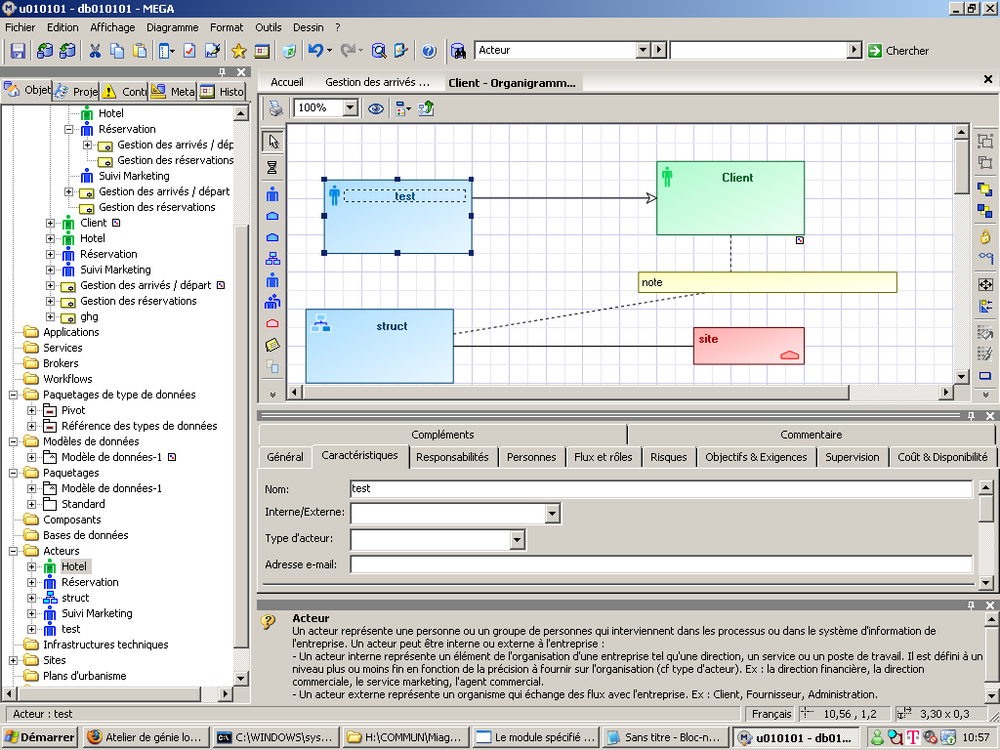 u010101 - db010101 - MEGA
Fichier Edition Affichage Diagramme Format Outils Dessin ?
Acteur
Chercher
Objet Proje Conti Meta Histo
Accueil Gestion des arrivés ... Client - Organigramm...
100%
Hotel
Réservation
Gestion des arrivés / dép
Gestion des réservations
Suivi Marketing
Gestion des arrivés / départ
Gestion des réservations
Client
Hotel
Réservation
Suivi Marketing
Gestion des arrivés / départ
Gestion des réservations
ghg
Applications
Services
Brokers
Workflows
Paquetages de type de données
Pivot
Référence des types de données
Modèles de données
Modèle de données-1
Paquetages
Modèle de données-1
Standard
Composants
Bases de données
Acteurs
Hotel
Réservation
struct
Suivi Marketing
test
Infrastructures techniques
Sites
Plans d'urbanisme
test
Client
note
struct
site
Compléments Commentaire
Général Caractéristiques Responsabilités Personnes Flux et rôles Risques Objectifs & Exigences Supervision Coût & Disponibilité
Nom: test
Interne/Externe:
Type d'acteur:
Adresse e-mail:
Acteur
Un acteur représente une personne ou un groupe de personnes qui interviennent dans les processus ou dans le système d'information de
l'entreprise. Un acteur peut être interne ou externe à l'entreprise :
- Un acteur interne représente un élément de l'organisation d'une entreprise tel qu'une direction, un service ou un poste de travail. Il est défini à un
niveau plus ou moins fin en fonction de la précision à fournir sur l'organisation (cf type d'acteur). Ex : la direction financière, la direction
commerciale, le service marketing, l'agent commercial.
- Un acteur externe représente un organisme qui échange des flux avec l'entreprise. Ex : Client, Fournisseur, Administration.
Acteur : test
Français 10,56 , 1,2 3,30 x 0,3
Démarrer Atelier de génie lo... C:\WINDOWS\sys... H:\COMMUN\Miag... Le module spécifié ... Sans titre - Bloc-n... u010101 - db01... 10:57